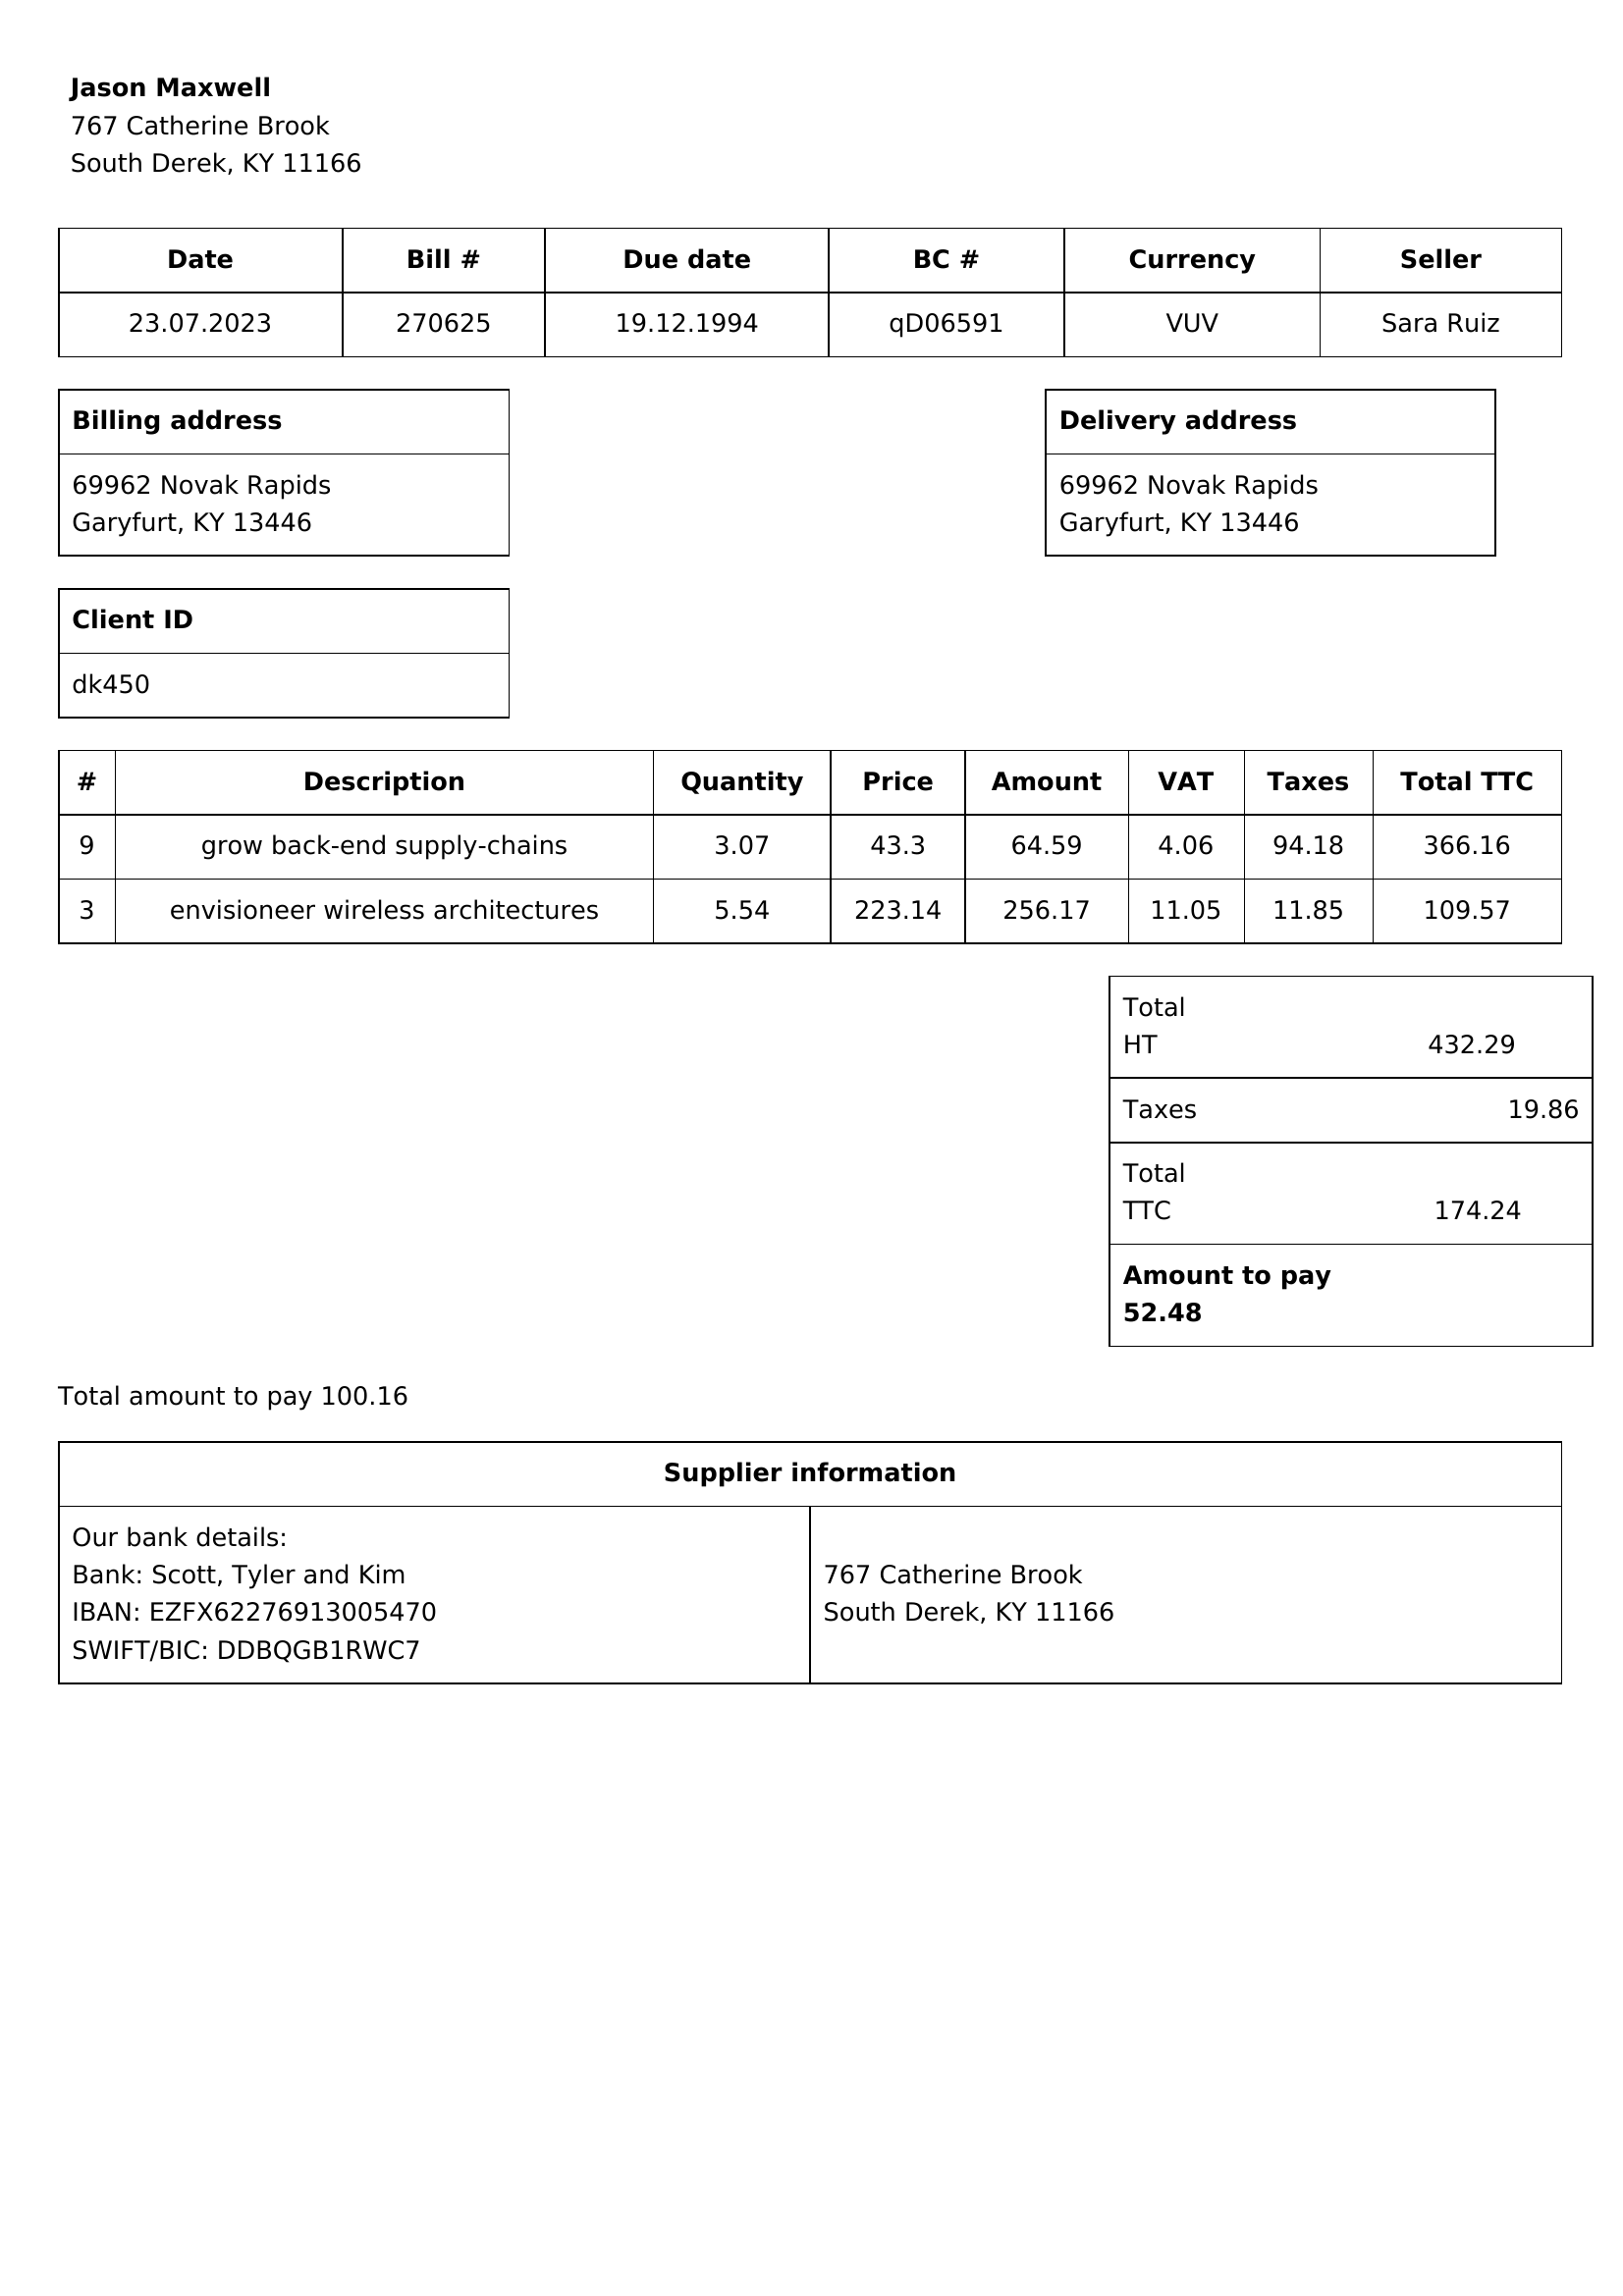 Jason Maxwell
767 Catherine Brook
South Derek, KY 11166
Date Bill # Due date BC # Currency Seller
23.07.2023 270625 19.12.1994 qD06591 VUV Sara Ruiz
Billing address
69962 Novak Rapids
Garyfurt, KY 13446
Delivery address
69962 Novak Rapids
Garyfurt, KY 13446
Client ID
dk450
# Description Quantity Price Amount VAT Taxes Total TTC
9 grow back-end supply-chains 3.07 43.3 64.59 4.06 94.18 366.16
3 envisioneer wireless architectures 5.54 223.14 256.17 11.05 11.85 109.57
Total
HT 432.29
Taxes 19.86
Total
TTC 174.24
Amount to pay
52.48
Total amount to pay 100.16
Supplier information
Our bank details:
Bank: Scott, Tyler and Kim
IBAN: EZFX62276913005470
SWIFT/BIC: DDBQGB1RWC7
767 Catherine Brook
South Derek, KY 11166